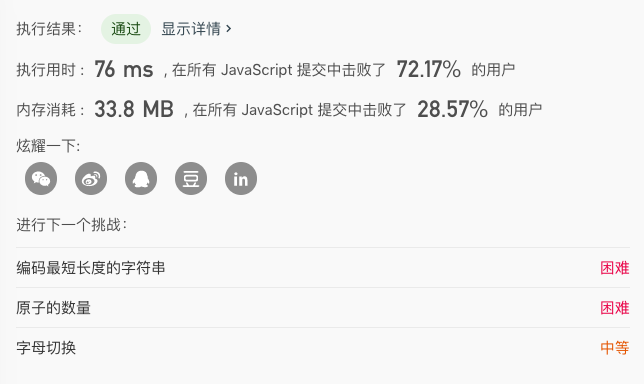 执行结果： 通过 显示详情 ›
执行用时： 76 ms , 在所有 JavaScript 提交中击败了 72.17% 的用户
内存消耗： 33.8 MB , 在所有 JavaScript 提交中击败了 28.57% 的用户
炫耀一下:
豆 in
进行下一个挑战：
编码最短长度的字符串 困难
原子的数量 困难
字母切换 中等